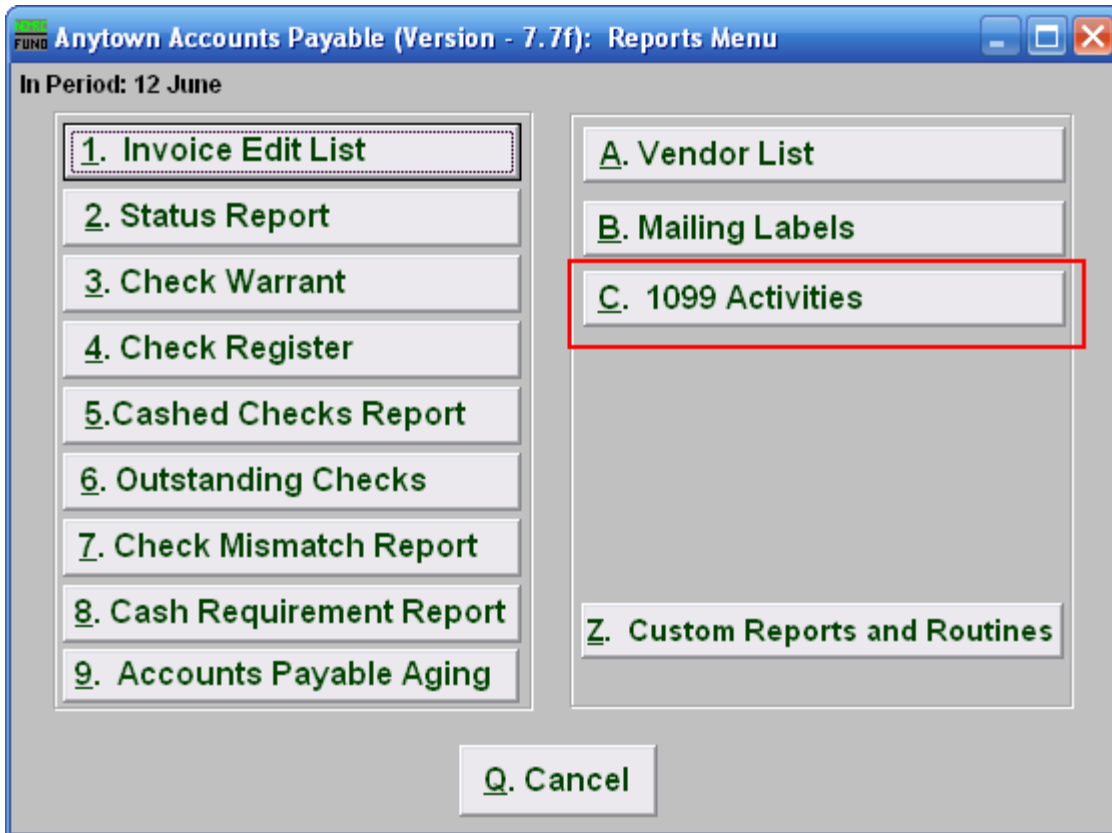 FUND Anytown Accounts Payable (Version - 7.7f): Reports Menu
In Period: 12 June
1. Invoice Edit List
2. Status Report
3. Check Warrant
4. Check Register
5.Cashed Checks Report
6. Outstanding Checks
7. Check Mismatch Report
8. Cash Requirement Report
9. Accounts Payable Aging
A. Vendor List
B. Mailing Labels
C. 1099 Activities
Z. Custom Reports and Routines
Q. Cancel